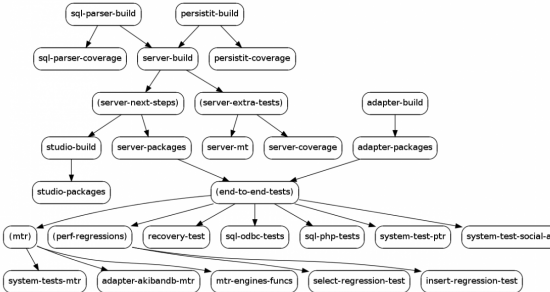 sql-parser-build
persistit-build
sql-parser-coverage
server-build
persistit-coverage
(server-next-steps)
(server-extra-tests)
adapter-build
studio-build
server-packages
server-mt
server-coverage
adapter-packages
studio-packages
(end-to-end-tests)
(mtr)
(perf-regressions)
recovery-test
sql-odbc-tests
sql-php-tests
system-test-ptr
system-test-social-a
system-tests-mtr
adapter-akibandb-mtr
mtr-engines-funcs
select-regression-test
insert-regression-test